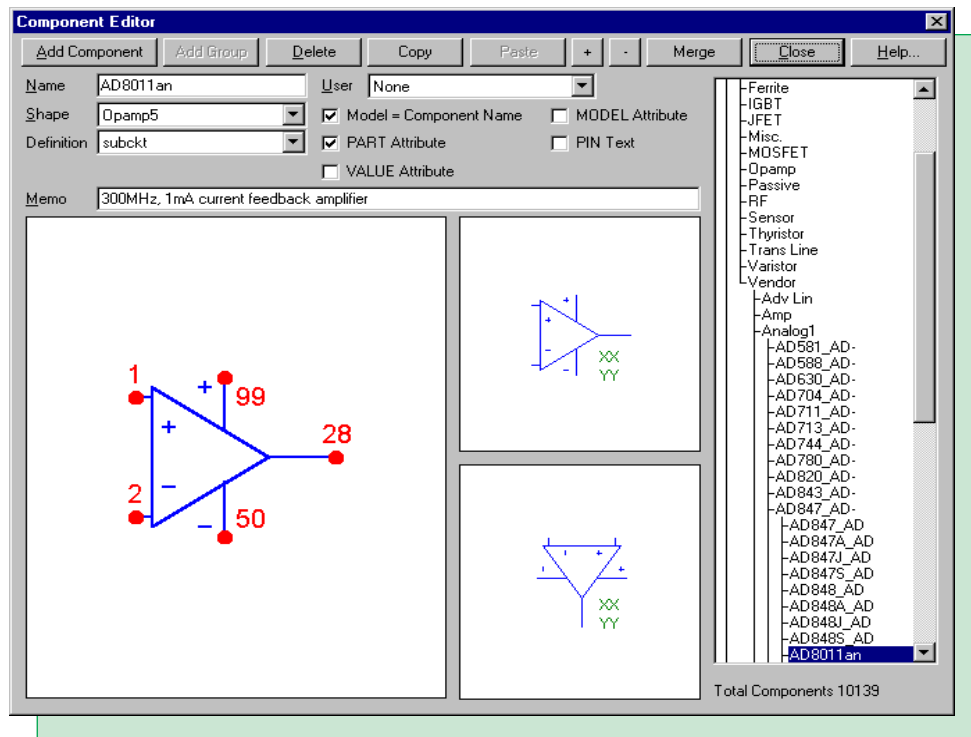 Component Editor
Add Component Add Group Delete Copy Paste + - Merge Close Help...
Name AD8011an User None
Shape Opamp5 Model = Component Name MODEL Attribute
Definition subckt PART Attribute PIN Text
VALUE Attribute
Memo 300MHz, 1mA current feedback amplifier
1
+
99
+
28
2
−
50
−
+
+
-
-
XX
YY
+
+
-
XX
YY
Ferrite
IGBT
JFET
Misc.
MOSFET
Opamp
Passive
RF
Sensor
Thyristor
Trans Line
Varistor
Vendor
Adv Lin
Amp
Analog1
AD581_AD-
AD588_AD-
AD630_AD-
AD704_AD-
AD711_AD-
AD713_AD-
AD744_AD-
AD780_AD-
AD820_AD-
AD843_AD-
AD847_AD-
AD847_AD
AD847A_AD
AD847J_AD
AD847S_AD
AD848_AD
AD848A_AD
AD848J_AD
AD848S_AD
AD8011an
Total Components 10139